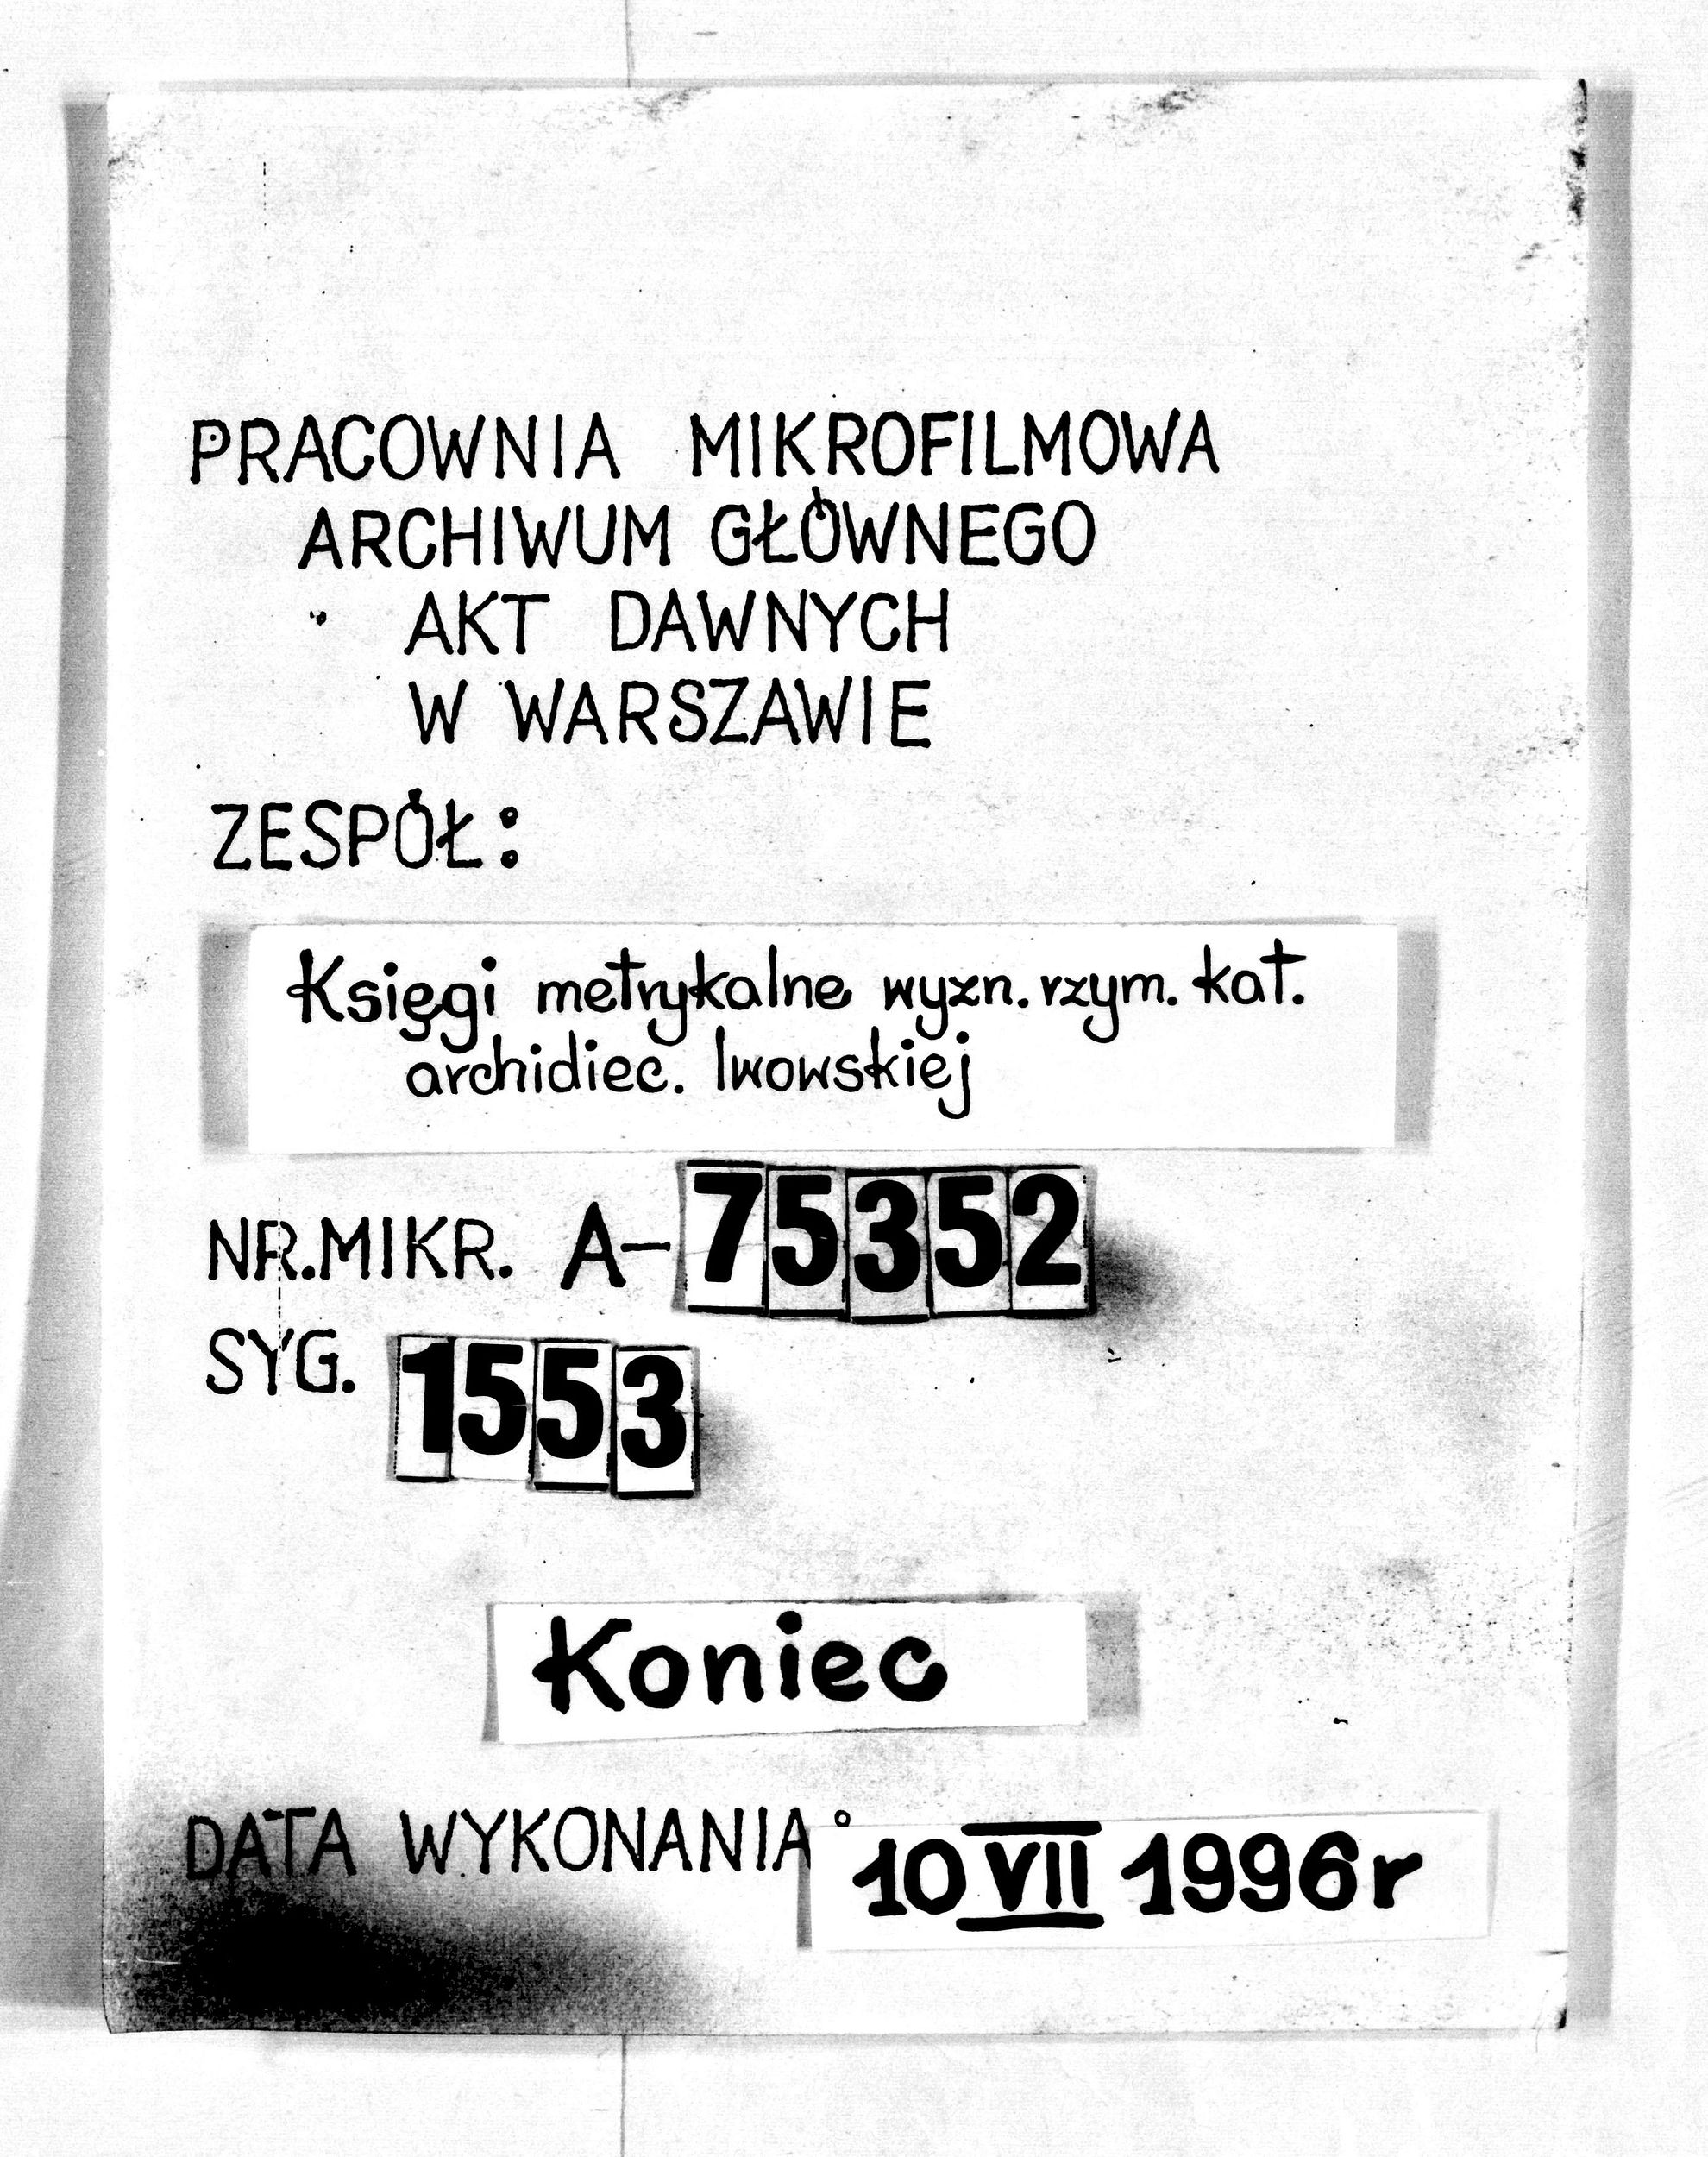 PRACOWNIA MIKROFILMOWA
ARCHIWUM GŁÓWNEGO
AKT DAWNYCH
W WARSZAWIE
ZESPÓŁ:
Księgi metrykalne wyzn. rzym. kat.
archidiec. lwowskiej
NR.MIKR. A-75352
SYG. 1553
Koniec
DATA WYKONANIA: 10 VII 1996r